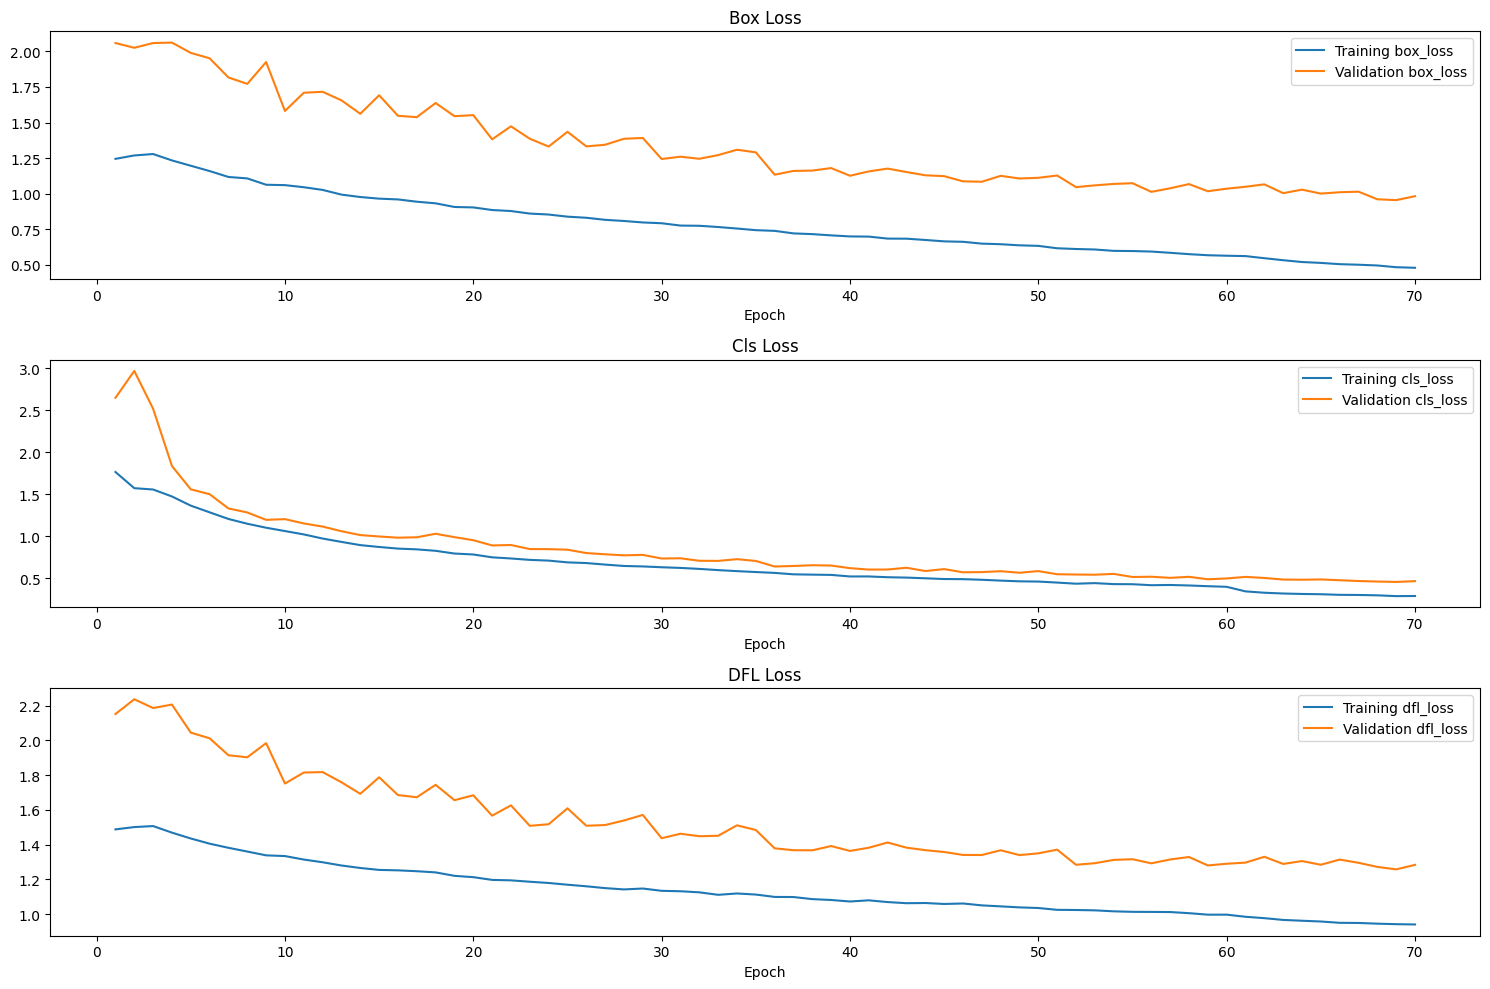 Box Loss
Training box_loss
Validation box_loss
2.00
1.75
1.50
1.25
1.00
0.75
0.50
0 10 20 30 40 50 60 70
Epoch
Cls Loss
Training cls_loss
Validation cls_loss
3.0
2.5
2.0
1.5
1.0
0.5
0 10 20 30 40 50 60 70
Epoch
DFL Loss
Training dfl_loss
Validation dfl_loss
2.2
2.0
1.8
1.6
1.4
1.2
1.0
0 10 20 30 40 50 60 70
Epoch